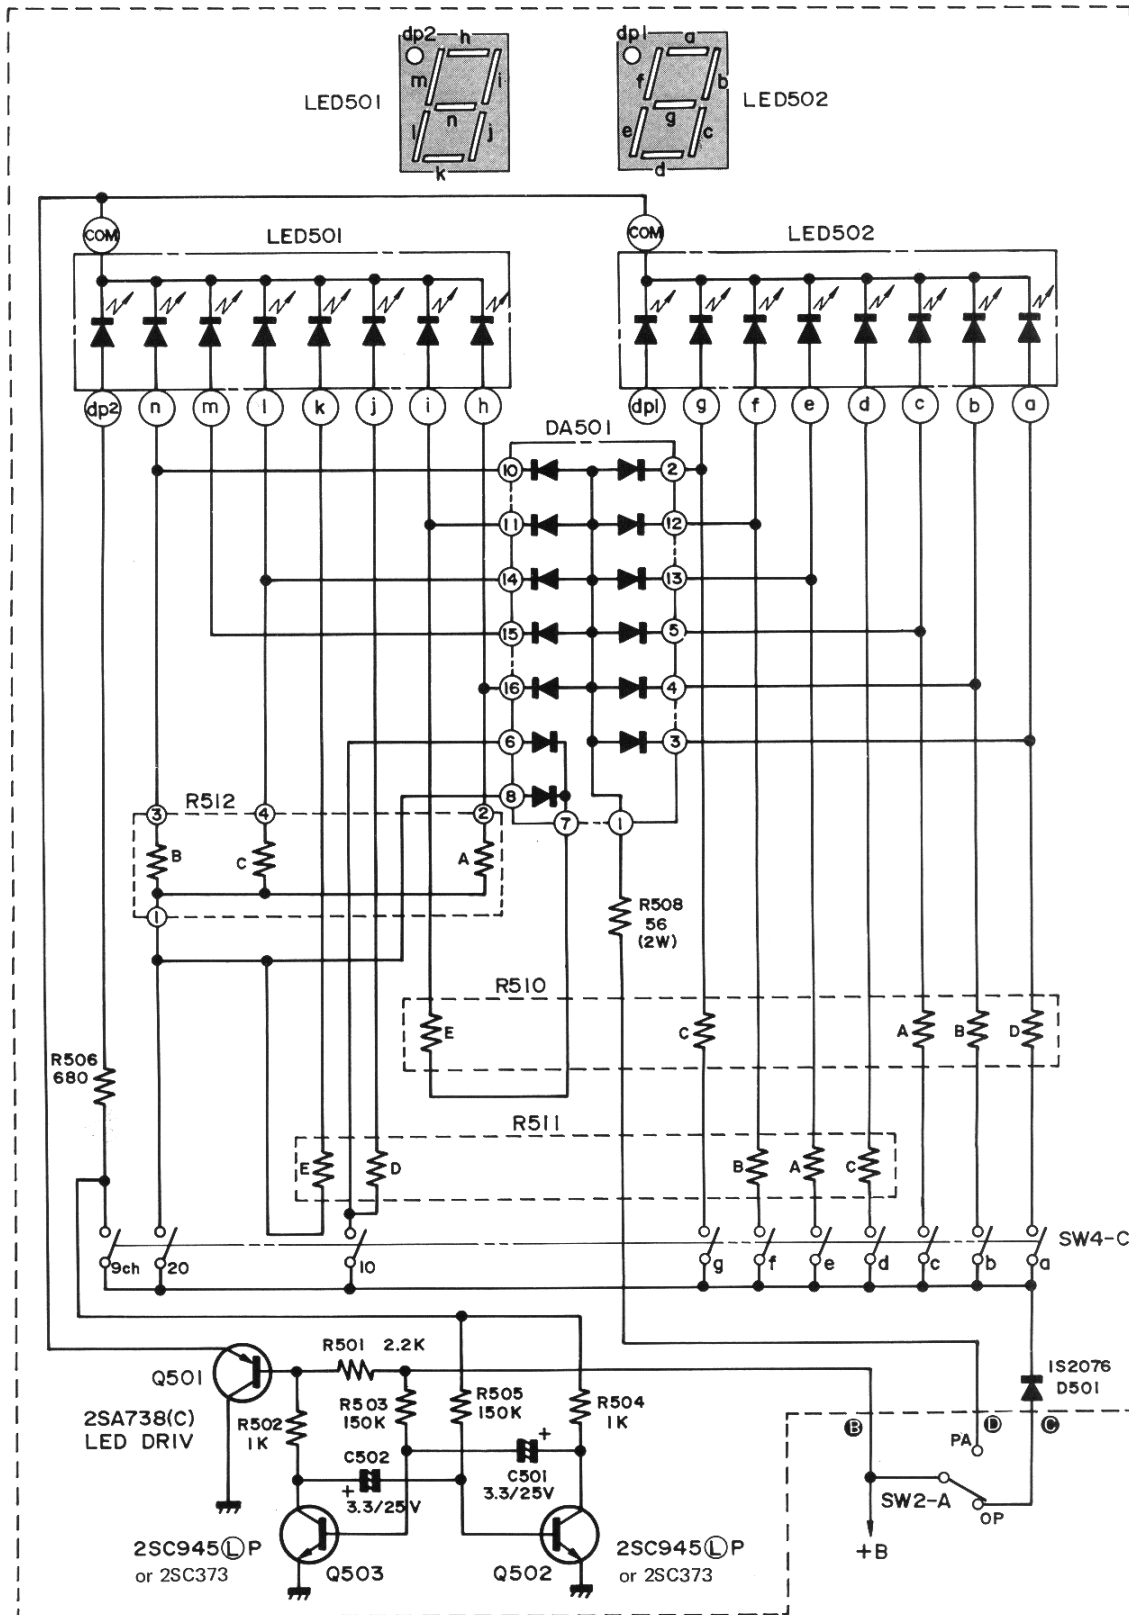 dp2 h
m i
n
l j
k
LED501
dp1 a
f b
g
e c
d
LED502
COM LED501
COM LED502
dp2 n m l k j i h
dp1 g f e d c b a
DA501
10 2
11 12
14 13
15 5
16 4
6 3
8
7 1
R512
3 4 2
B C A
1
R508
56
(2W)
R510
E C A B D
R506
680
R511
E D B A C
9ch 20 10 g f e d c b a
SW4-C
R501 2.2K
Q501
2SA738(C)
LED DRIV
R502
1K
R503
150K
R505
150K
R504
1K
C502
+
3.3/25V
+
C501
3.3/25V
1S2076
D501
B D C
PA
SW2-A
OP
+B
2SC945 L P
or 2SC373
Q503
Q502
2SC945 L P
or 2SC373